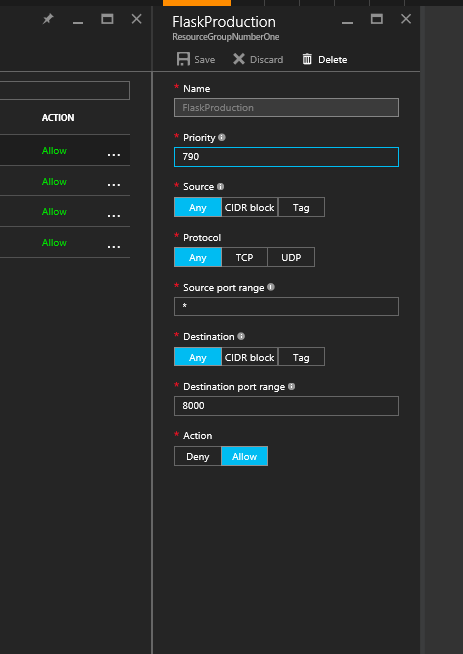 ACTION
Allow ...
Allow ...
Allow ...
Allow ...
FlaskProduction
ResourceGroupNumberOne
Save Discard Delete
* Name
FlaskProduction
* Priority
790
* Source
Any CIDR block Tag
* Protocol
Any TCP UDP
* Source port range
*
* Destination
Any CIDR block Tag
* Destination port range
8000
* Action
Deny Allow